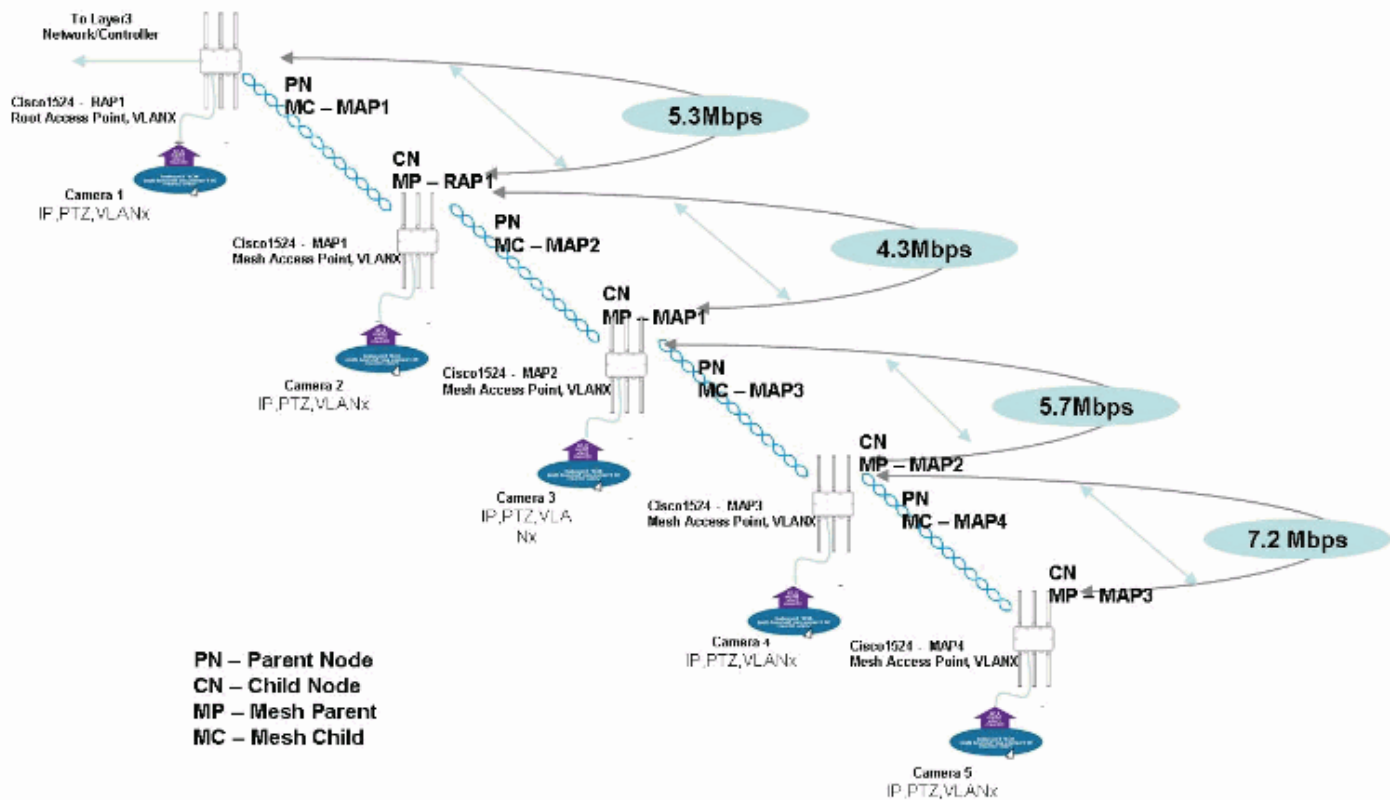 To Layer3
Network/Controller
Cisco1524 - RAP1
Root Access Point, VLANX
PN
MC – MAP1
5.3Mbps
Camera 1
IP,PTZ,VLANx
CN
MP – RAP1
Cisco1524 - MAP1
Mesh Access Point, VLANX
PN
MC – MAP2
4.3Mbps
Camera 2
IP,PTZ,VLANx
CN
MP – MAP1
Cisco1524 - MAP2
Mesh Access Point, VLANX
PN
MC – MAP3
5.7Mbps
Camera 3
IP,PTZ,VLA
Nx
CN
MP – MAP2
Cisco1524 - MAP3
Mesh Access Point, VLANX
PN
MC – MAP4
7.2 Mbps
Camera 4
IP,PTZ,VLANx
CN
MP – MAP3
Cisco1524 - MAP4
Mesh Access Point, VLANX
Camera 5
IP,PTZ,VLANx
PN – Parent Node
CN – Child Node
MP – Mesh Parent
MC – Mesh Child